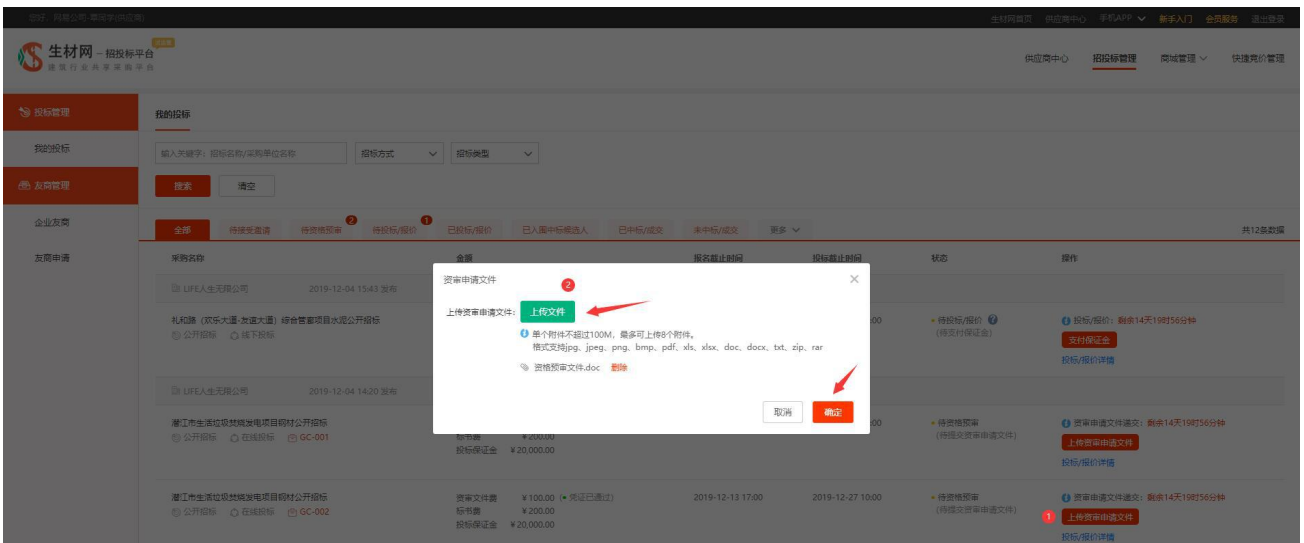 生材网首页 供应商中心 手机APP 新手入门 会员服务 退出登录
生材网 - 招投标平台
建筑行业共享采购平台
供应商中心 招投标管理 商城管理 快捷竞价管理
投标管理
我的投标
友商管理
企业友商
友商申请
我的投标
输入关键字：招标名称/采购单位名称 招标方式 招标类型
搜索 清空
全部 待接受邀请 待资格预审 2 待投标/报价 1 已投标/报价 已入围中标候选人 已中标/成交 未中标/成交 更多 共12条数据
采购名称 金额 报名截止时间 投标截止时间 状态 操作
LIFE人生无限公司 2019-12-04 15:43 发布
礼和路（欢乐大道-友谊大道）综合管廊项目水泥公开招标
公开招标 线下投标
:00
待投标/报价
(待支付保证金)
投标/报价：剩余14天19时56分钟
支付保证金
投标/报价详情
资审申请文件
2
上传资审申请文件： 上传文件
单个附件不超过100M，最多可上传8个附件。
格式支持jpg、jpeg、png、bmp、pdf、xls、xlsx、doc、docx、txt、zip、rar
资格预审文件.doc 删除
取消 确定
LIFE人生无限公司 2019-12-04 14:20 发布
潜江市生活垃圾焚烧发电项目钢材公开招标
公开招标 在线投标 GC-001
标书费 ¥200.00
投标保证金 ¥20,000.00
:00
待资格预审
(待提交资审申请文件)
资审申请文件递交：剩余14天19时56分钟
上传资审申请文件
投标/报价详情
潜江市生活垃圾焚烧发电项目钢材公开招标
公开招标 在线投标 GC-002
资审文件费 ¥100.00 (凭证已通过)
标书费 ¥200.00
投标保证金 ¥20,000.00
2019-12-13 17:00 2019-12-27 10:00
待资格预审
(待提交资审申请文件)
资审申请文件递交：剩余14天19时56分钟
1 上传资审申请文件
投标/报价详情